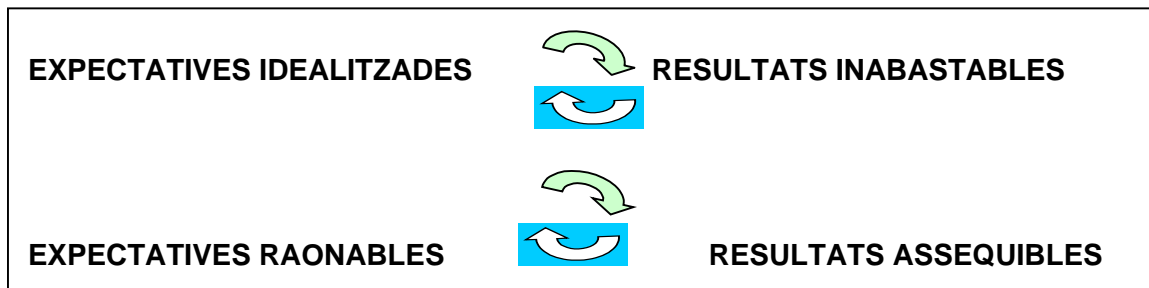 EXPECTATIVES IDEALITZADES RESULTATS INABASTABLES
EXPECTATIVES RAONABLES RESULTATS ASSEQUIBLES